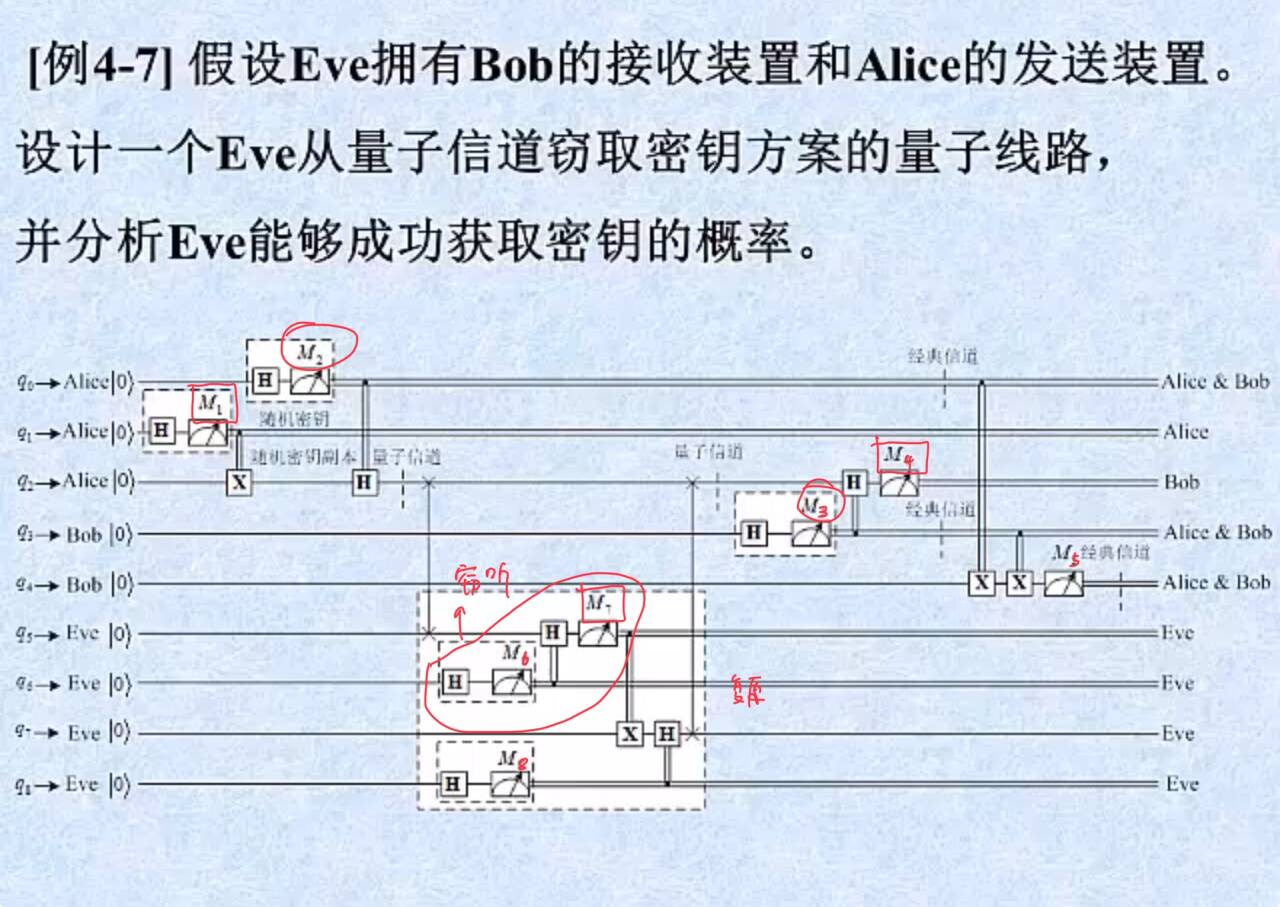 [例4-7] 假设Eve拥有Bob的接收装置和Alice的发送装置。
设计一个Eve从量子信道窃取密钥方案的量子线路,
并分析Eve能够成功获取密钥的概率。
M₂
经典信道
q₀→Alice|0⟩ H Alice & Bob
M₁
随机密钥
q₁→Alice|0⟩ H Alice
随机密钥副本 量子信道 量子信道 M₄
q₂→Alice|0⟩ X H H Bob
M₃ 经典信道
q₃→Bob |0⟩ H Alice & Bob
M₅ 经典信道
q₄→Bob |0⟩ X X Alice & Bob
窃听 M₇
q₅→Eve |0⟩ H Eve
M₆
q₆→Eve |0⟩ H Eve
q₇→Eve |0⟩ X H Eve
M₈
q₈→Eve |0⟩ H Eve